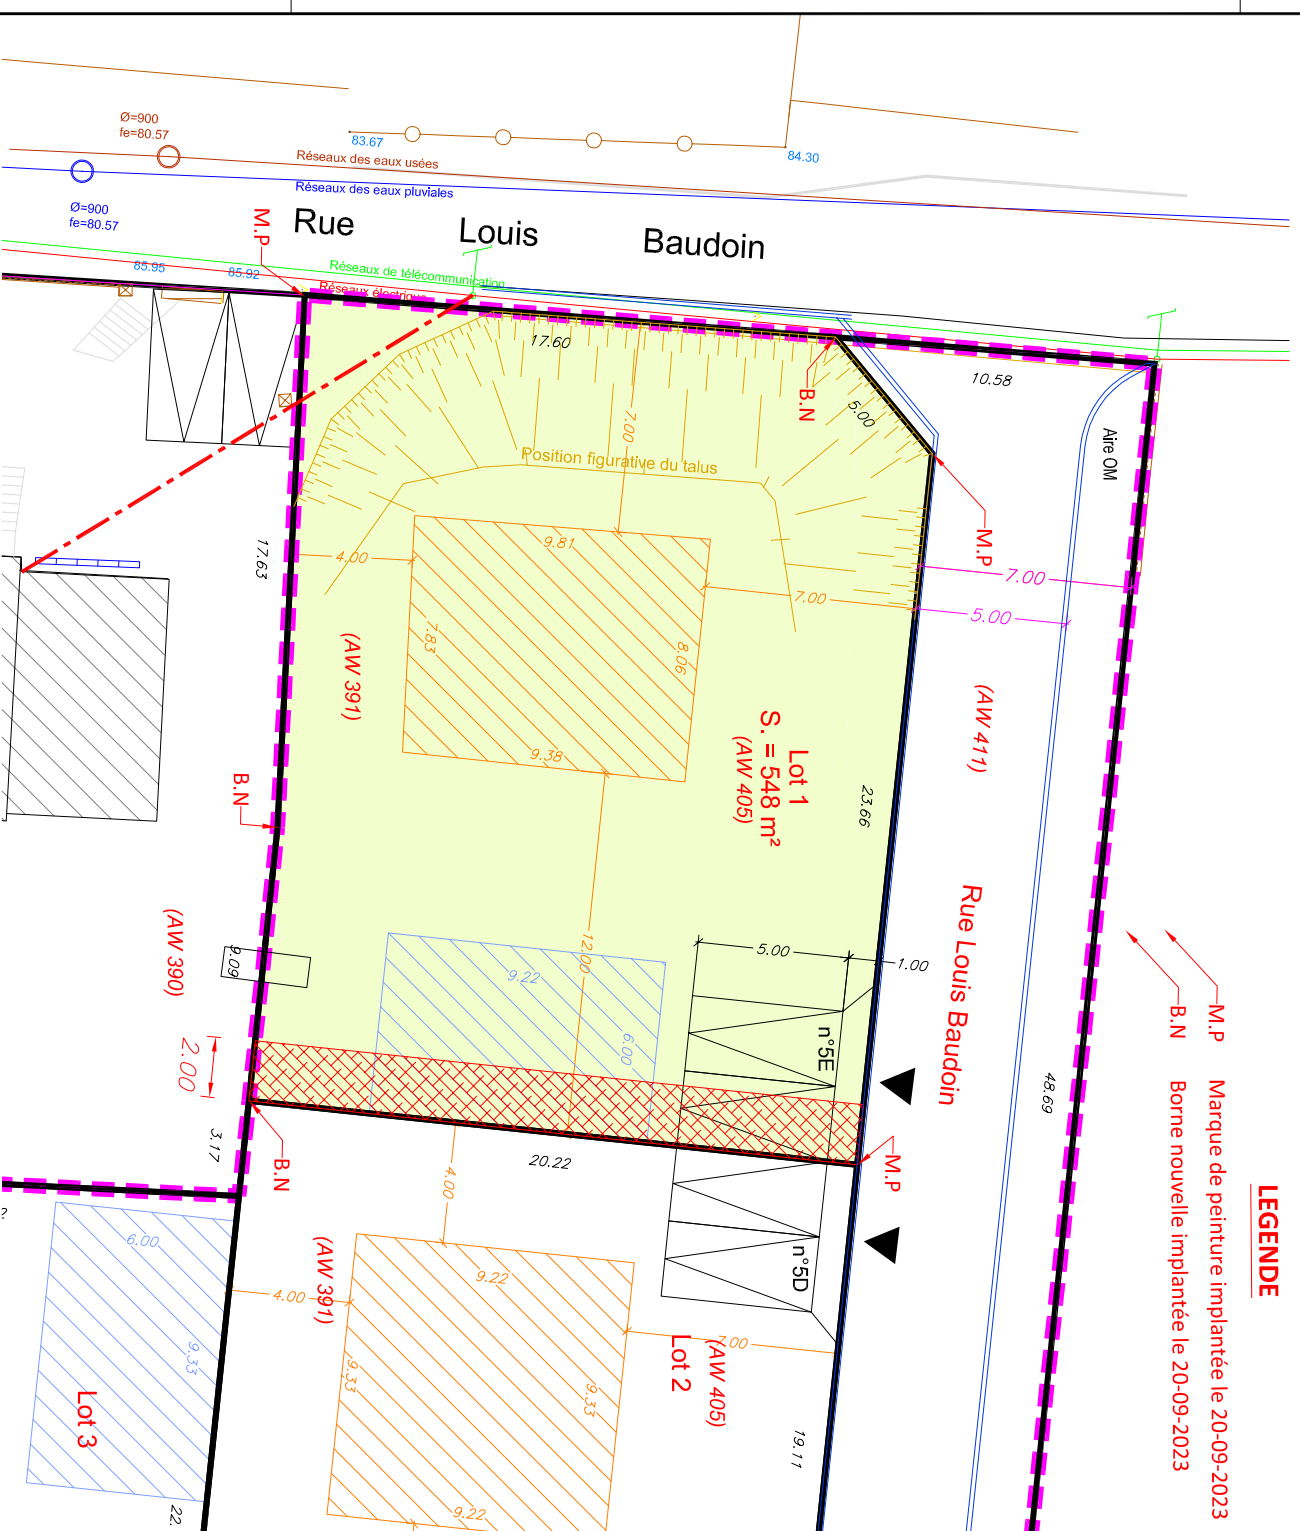 Ø=900
fe=80.57
83.67
84.30
Réseaux des eaux usées
Réseaux des eaux pluviales
Ø=900
fe=80.57
M.P
Rue Louis Baudoin
85.95
85.92
Réseaux de télécommunication
Réseaux électrique
17.60
10.58
B.N
5.00
7.00
Aire OM
Position figurative du talus
9.81
4.00
17.63
M.P
7.00
7.00
5.00
7.83
8.06
(AW 391)
(AW 411)
Lot 1
S. = 548 m²
(AW 405)
9.38
B.N
23.66
Rue Louis Baudoin
(AW 390)
9.09
12.00
9.22
6.00
5.00
1.00
n°5E
2.00
48.69
3.17
B.N
20.22
M.P
4.00
n°5D
M.P
B.N
Marque de peinture implantée le 20-09-2023
Borne nouvelle implantée le 20-09-2023
LEGENDE
6.00
9.33
Lot 3
22.
4.00
(AW 391)
9.22
9.33
9.33
7.00
Lot 2
(AW 405)
19.11
9.22